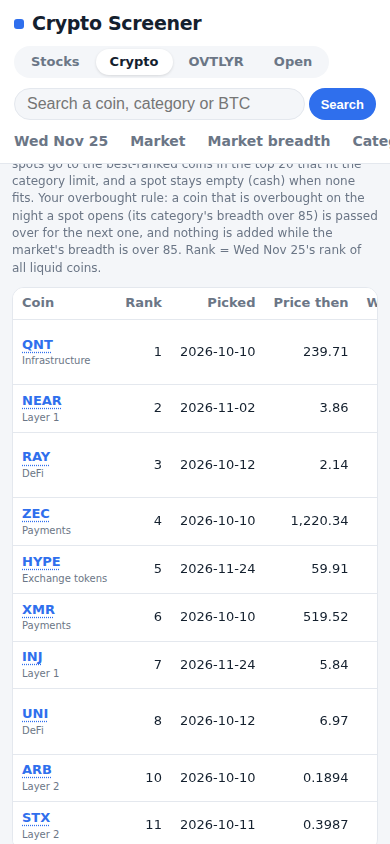 Crypto Screener
Stocks Crypto OVTLYR Open
Search a coin, category or BTC Search
Wed Nov 25 Market Market breadth Cate
spots go to the best-ranked coins in the top 20 that fit the
category limit, and a spot stays empty (cash) when none
fits. Your overbought rule: a coin that is overbought on the
night a spot opens (its category's breadth over 85) is passed
over for the next one, and nothing is added while the
market's breadth is over 85. Rank = Wed Nov 25's rank of
all liquid coins.
Coin Rank Picked Price then W
QNT 1 2026-10-10 239.71
Infrastructure
NEAR 2 2026-11-02 3.86
Layer 1
RAY 3 2026-10-12 2.14
DeFi
ZEC 4 2026-10-10 1,220.34
Payments
HYPE 5 2026-11-24 59.91
Exchange tokens
XMR 6 2026-10-10 519.52
Payments
INJ 7 2026-11-24 5.84
Layer 1
UNI 8 2026-10-12 6.97
DeFi
ARB 10 2026-10-10 0.1894
Layer 2
STX 11 2026-10-11 0.3987
Layer 2